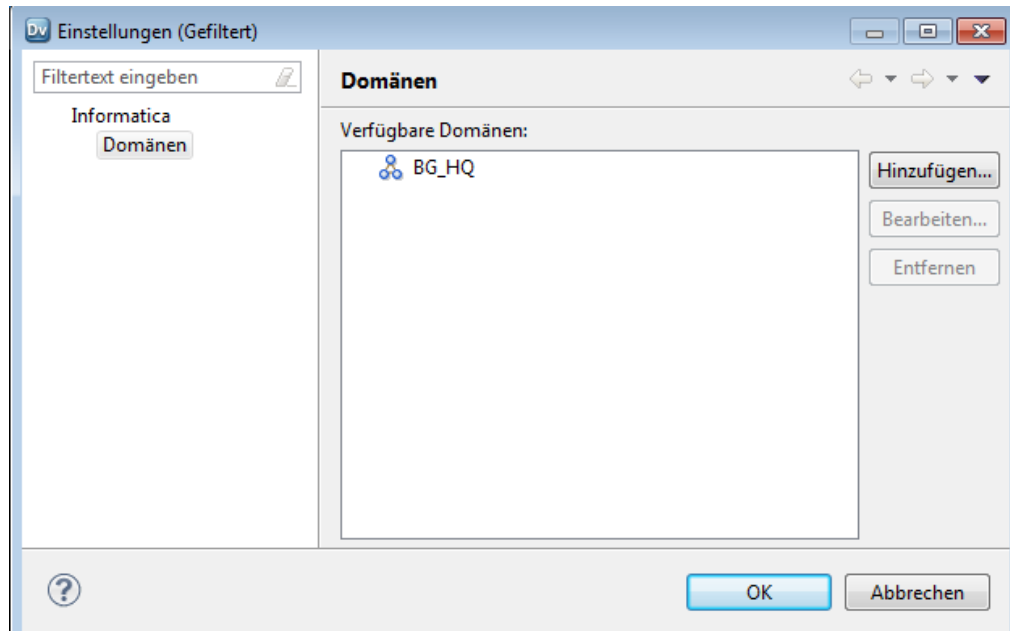 Dv Einstellungen (Gefiltert)
Filtertext eingeben
Informatica
Domänen
Domänen
Verfügbare Domänen:
BG_HQ
Hinzufügen...
Bearbeiten...
Entfernen
?
OK
Abbrechen